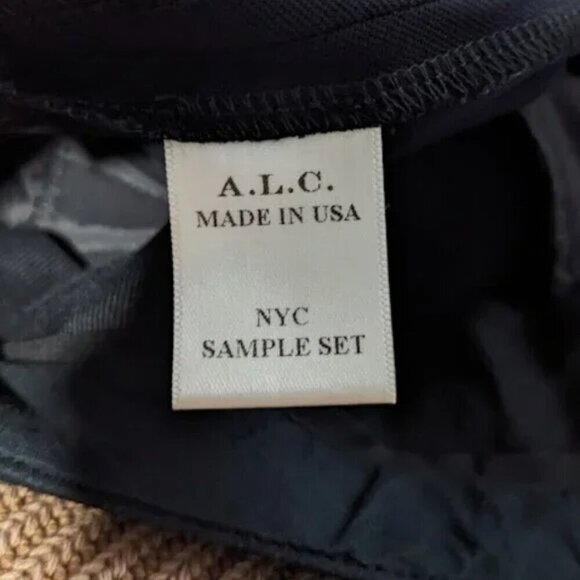 A.L.C.
MADE IN USA
NYC
SAMPLE SET